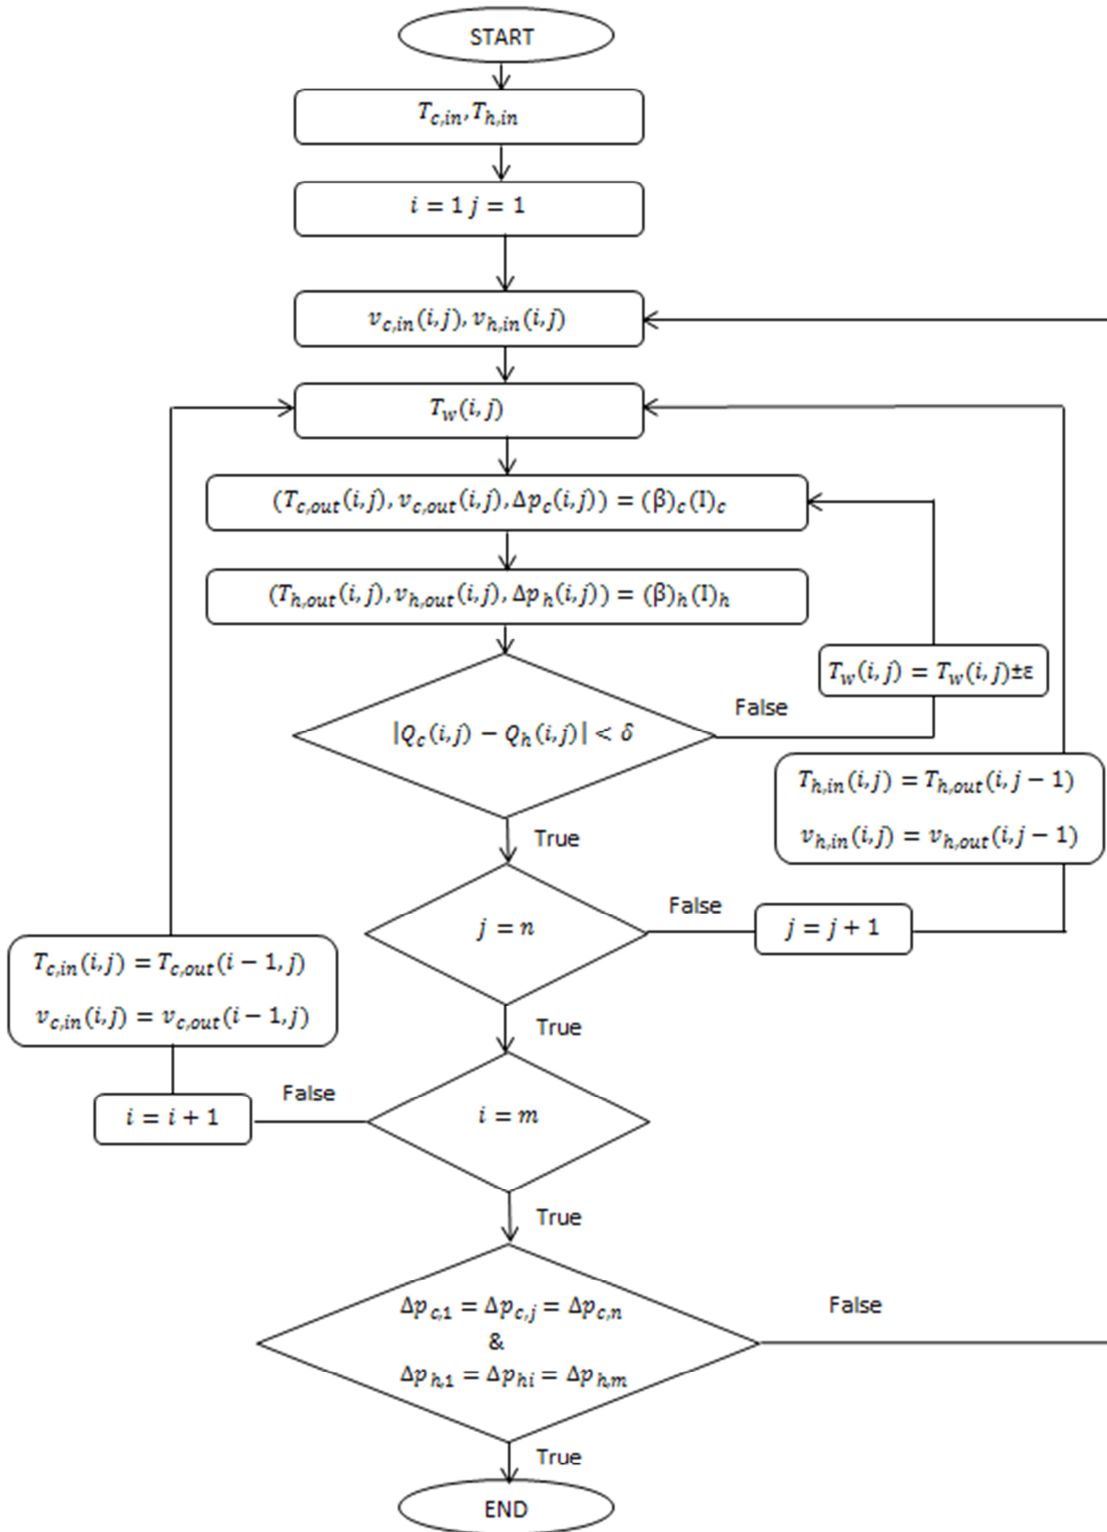 START
T_{c,in}, T_{h,in}
i = 1 j = 1
v_{c,in}(i,j), v_{h,in}(i,j)
T_w(i,j)
(T_{c,out}(i,j), v_{c,out}(i,j), Δp_c(i,j)) = (β)_c(I)_c
(T_{h,out}(i,j), v_{h,out}(i,j), Δp_h(i,j)) = (β)_h(I)_h
T_w(i,j) = T_w(i,j)±ε
False
|Q_c(i,j) − Q_h(i,j)| < δ
T_{h,in}(i,j) = T_{h,out}(i,j − 1)
v_{h,in}(i,j) = v_{h,out}(i,j − 1)
True
False
j = n
j = j + 1
T_{c,in}(i,j) = T_{c,out}(i − 1,j)
v_{c,in}(i,j) = v_{c,out}(i − 1,j)
True
False
i = m
i = i + 1
True
Δp_{c,1} = Δp_{c,j} = Δp_{c,n}
&
Δp_{h,1} = Δp_{hi} = Δp_{h,m}
False
True
END